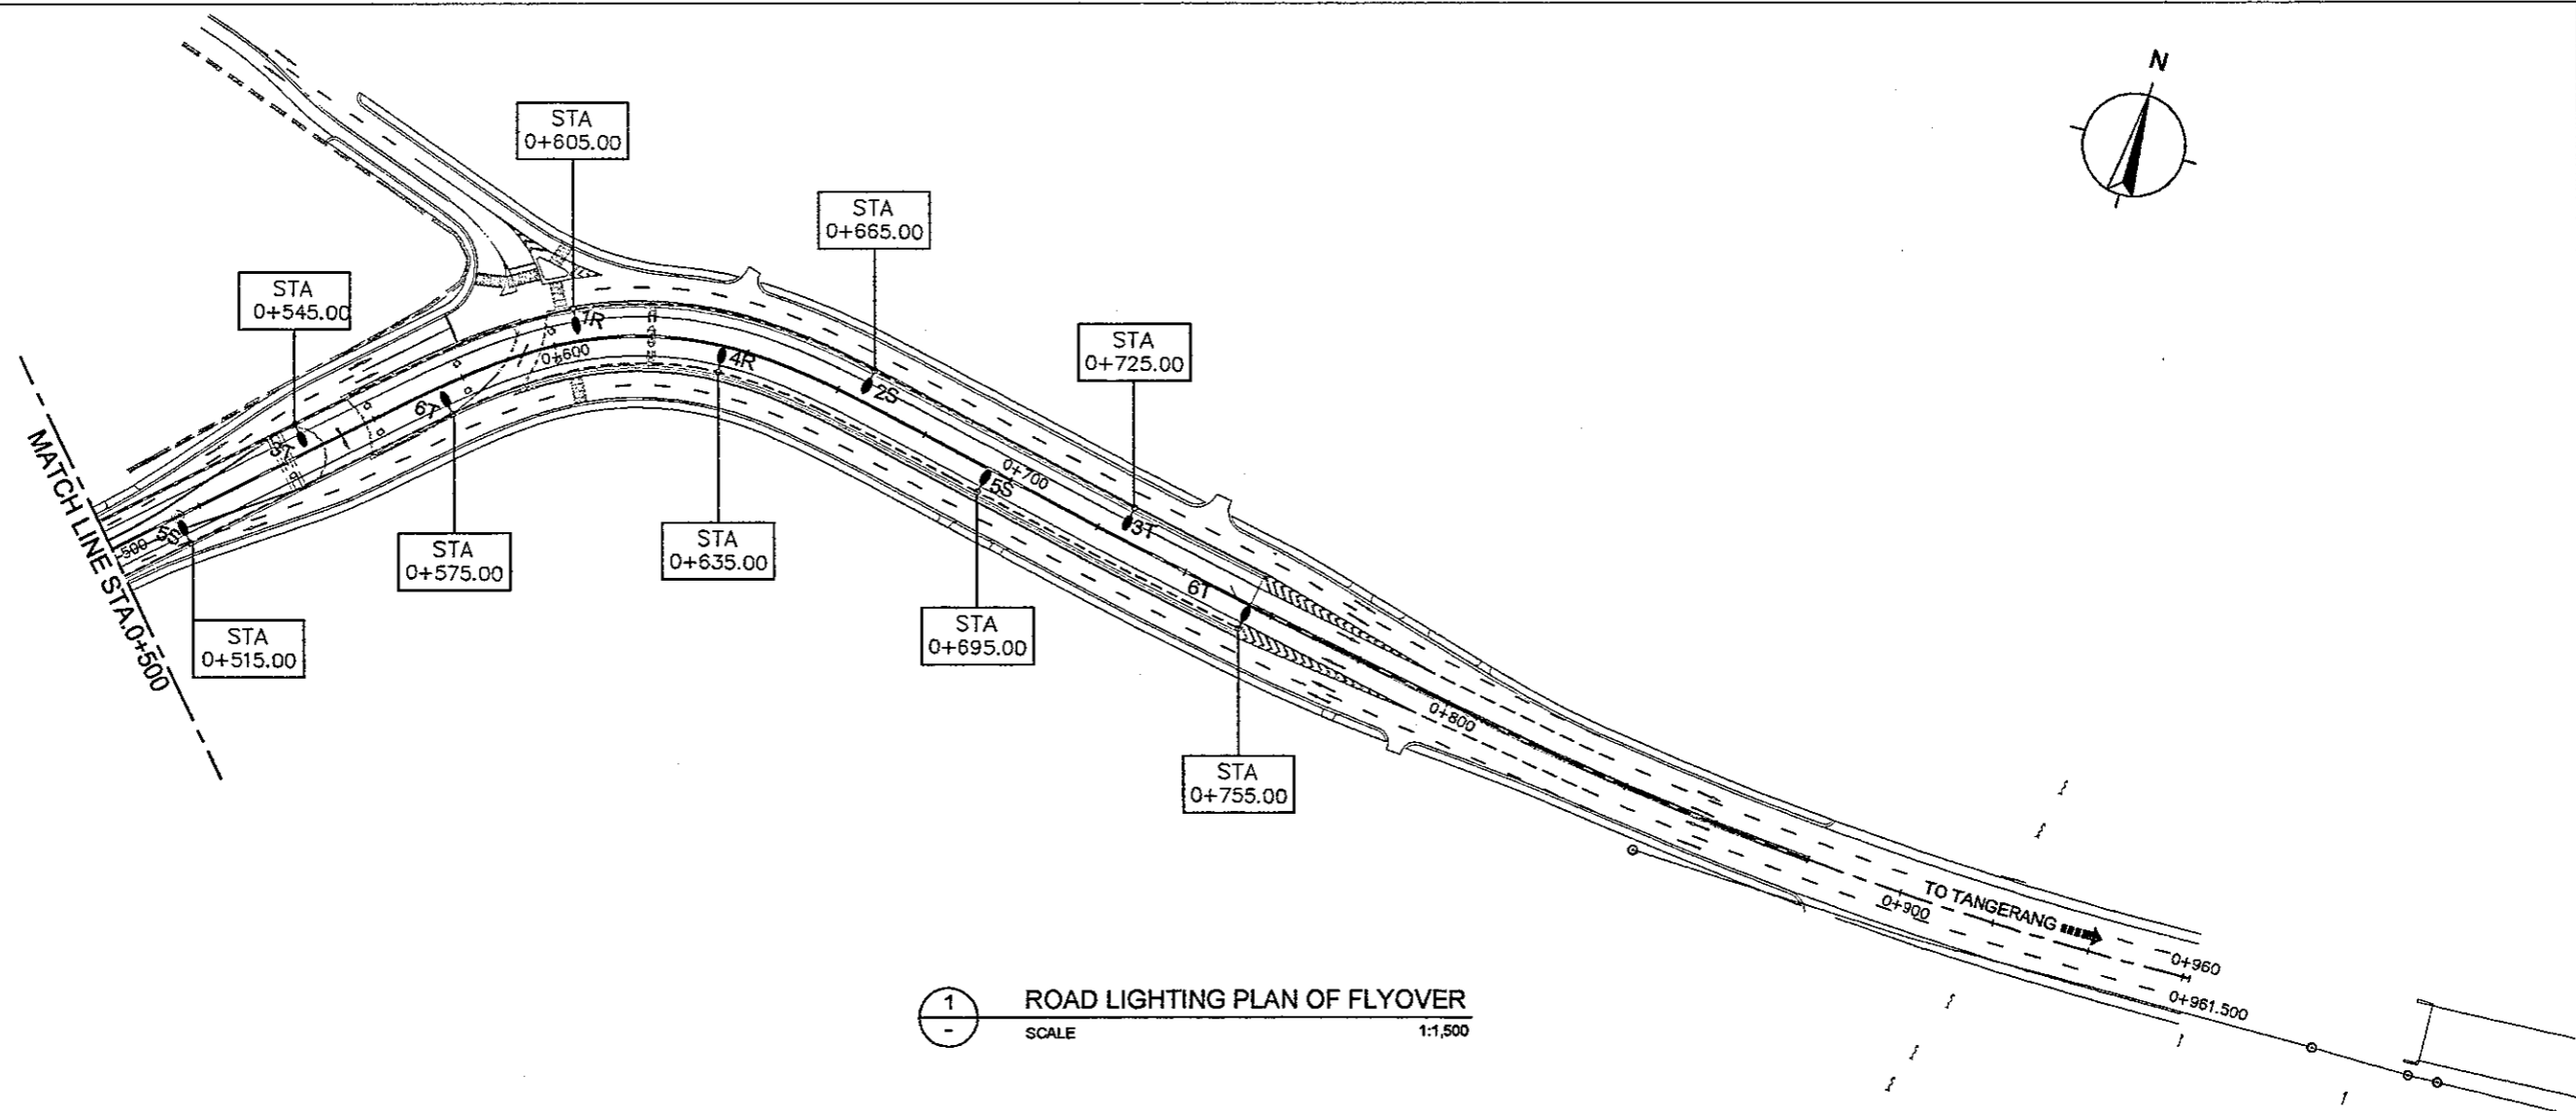 N
STA
0+605.00
STA
0+665.00
STA
0+545.00
STA
0+725.00
1R
0+600
4R
2S
6T
3T
0+700
5S
3T
MATCH LINE STA.0+500
5S
500
6T
STA
0+575.00
STA
0+635.00
STA
0+695.00
STA
0+515.00
STA
0+755.00
0+800
TO TANGERANG
0+900
0+960
0+961.500
1
-
ROAD LIGHTING PLAN OF FLYOVER
SCALE
1:1,500
1
1